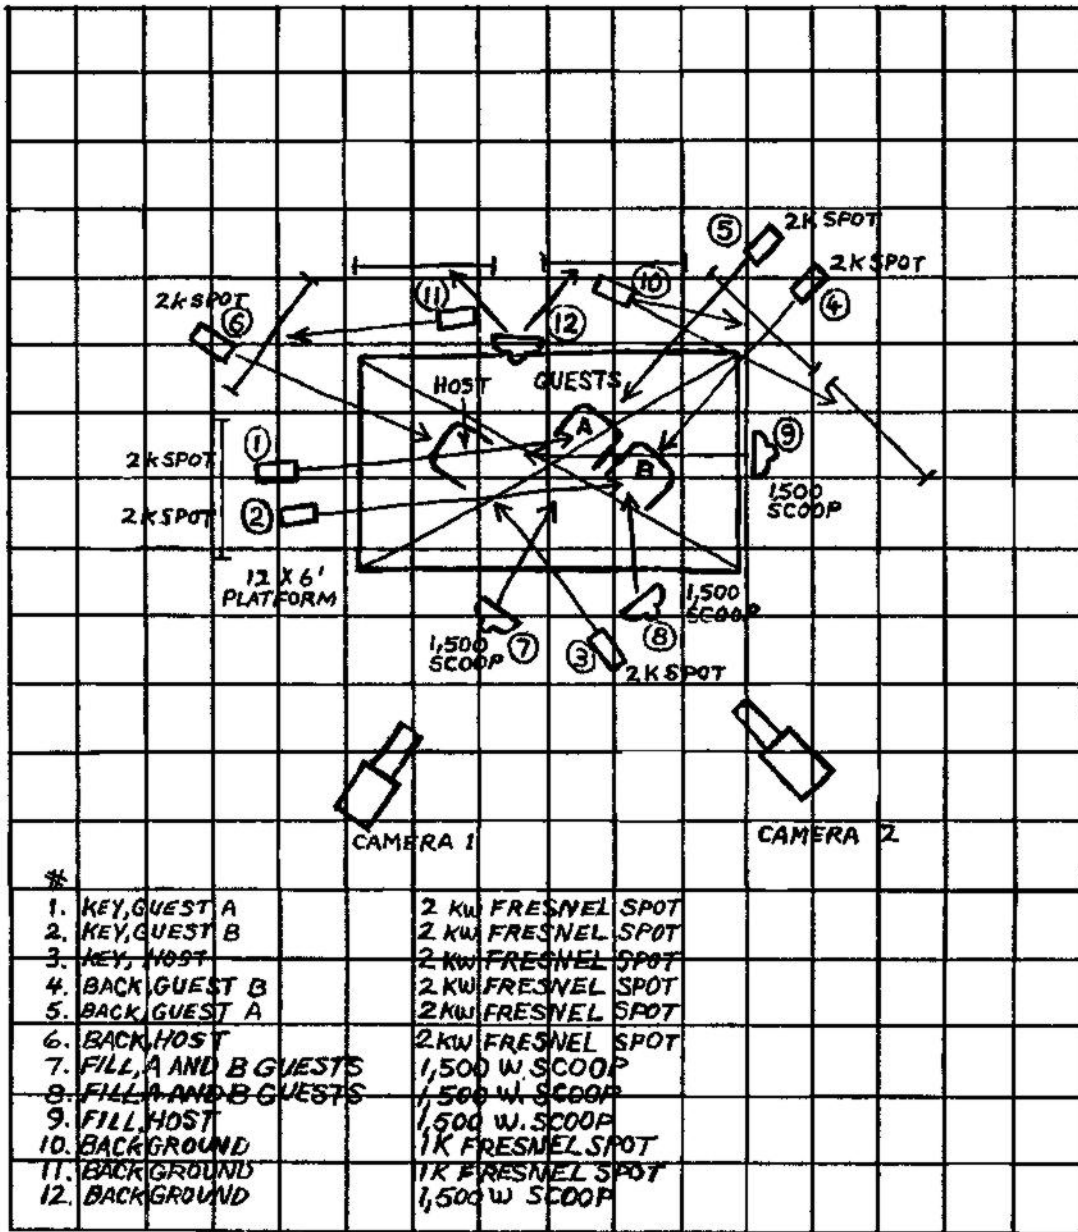 ⑤ 2K SPOT
2K SPOT
④
2K SPOT
⑥
⑪
⑫
⑩
HOST
GUESTS
A
B
⑨
1,500
SCOOP
①
2K SPOT
2K SPOT
②
12 X 6'
PLATFORM
1,500
SCOOP
⑦
③
2K SPOT
⑧
1,500
SCOOP
CAMERA 1
CAMERA 2
#
1. KEY, GUEST A 2 KW FRESNEL SPOT
2. KEY, GUEST B 2 KW FRESNEL SPOT
3. KEY, HOST 2 KW FRESNEL SPOT
4. BACK, GUEST B 2 KW FRESNEL SPOT
5. BACK, GUEST A 2KW FRESNEL SPOT
6. BACK, HOST 2KW FRESNEL SPOT
7. FILL, A AND B GUESTS 1,500 W. SCOOP
8. FILL A AND B GUESTS 1,500 W. SCOOP
9. FILL, HOST 1,500 W. SCOOP
10. BACKGROUND 1K FRESNEL SPOT
11. BACKGROUND 1K FRESNEL SPOT
12. BACKGROUND 1,500 W SCOOP